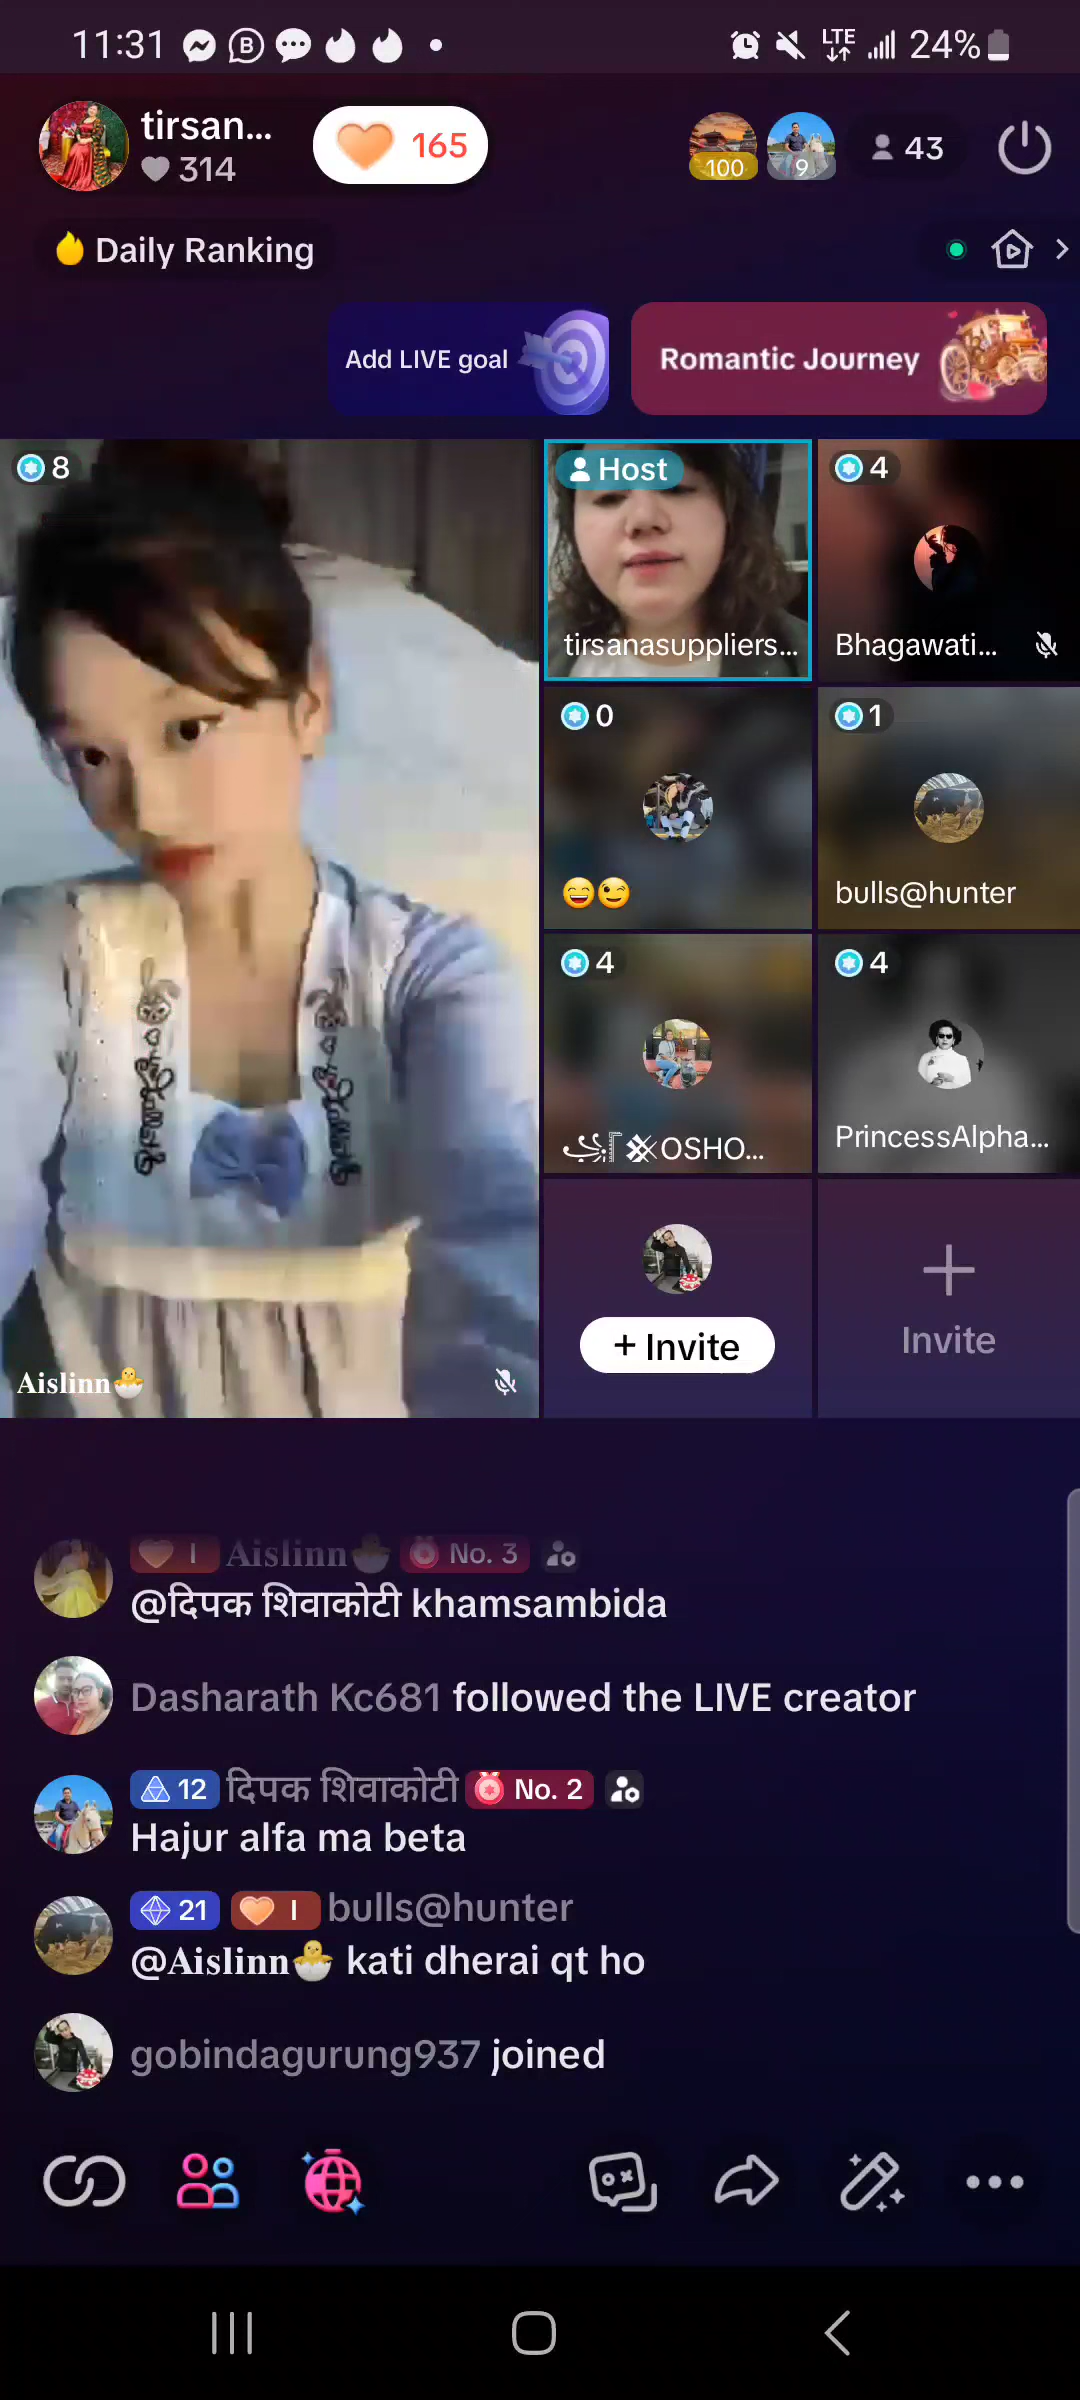 11:31
LTE
24%
tirsan...
314
165
100
9
43
Daily Ranking
Add LIVE goal
Romantic Journey
8
Host
tirsanasuppliers...
4
Bhagawati...
0
😄😉
1
bulls@hunter
4
OSHO...
4
PrincessAlpha...
+ Invite
Invite
Aislinn🐣
I Aislinn🐣 No. 3
@दिपक शिवाकोटी khamsambida
Dasharath Kc681 followed the LIVE creator
12 दिपक शिवाकोटी No. 2
Hajur alfa ma beta
21 I bulls@hunter
@Aislinn🐣 kati dherai qt ho
gobindagurung937 joined